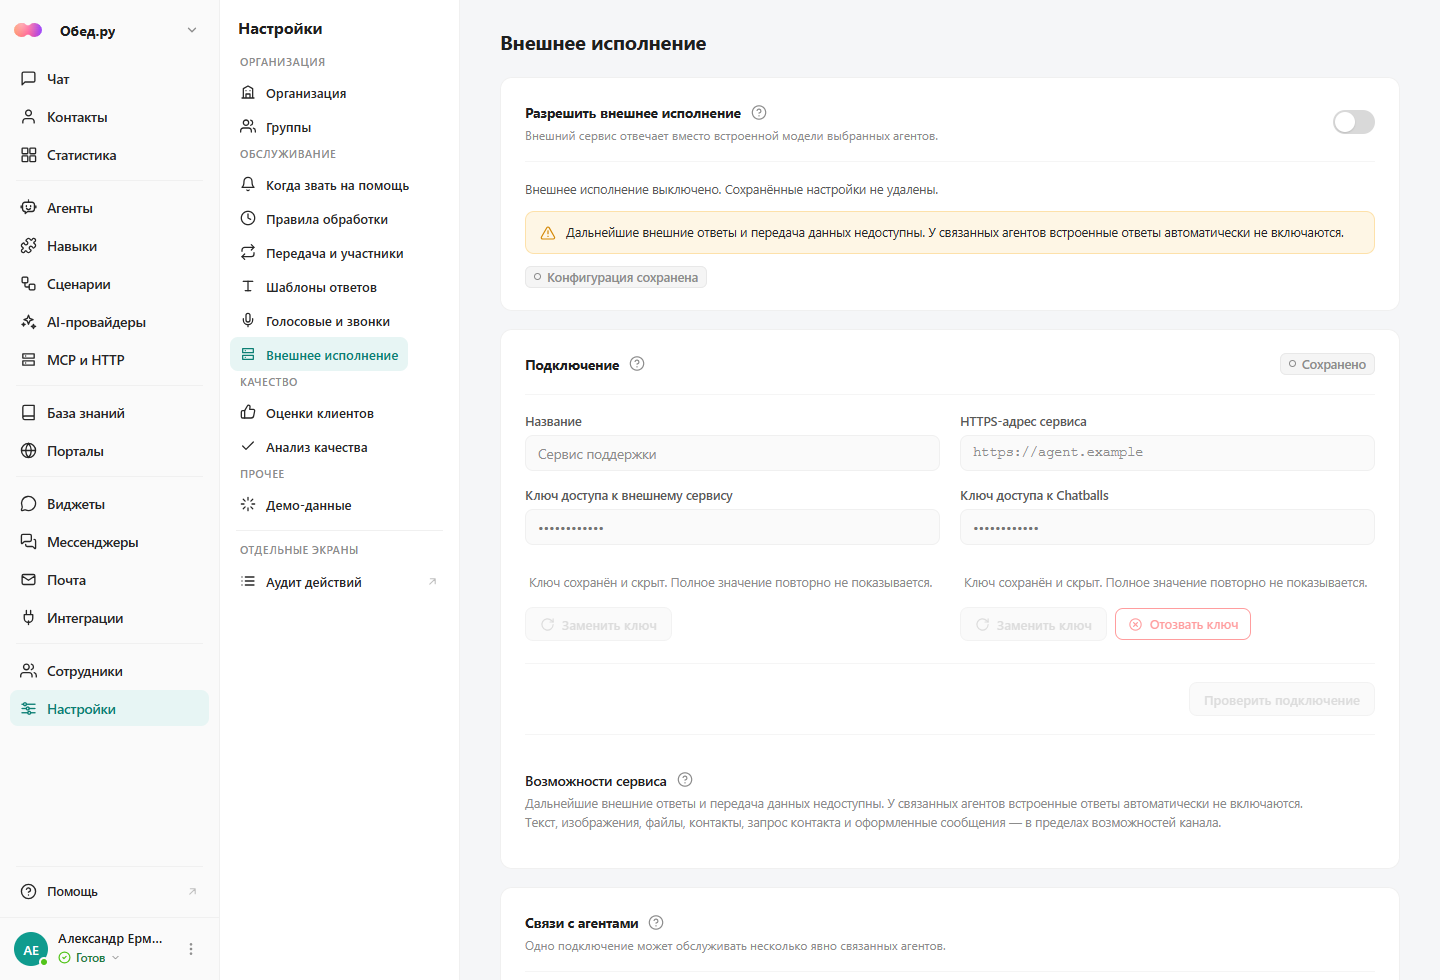 Обед.ру
Чат
Контакты
Статистика
Агенты
Навыки
Сценарии
AI-провайдеры
MCP и HTTP
База знаний
Порталы
Виджеты
Мессенджеры
Почта
Интеграции
Сотрудники
Настройки
Помощь
АЕ
Александр Ерм...
Готов
Настройки
ОРГАНИЗАЦИЯ
Организация
Группы
ОБСЛУЖИВАНИЕ
Когда звать на помощь
Правила обработки
Передача и участники
Шаблоны ответов
Голосовые и звонки
Внешнее исполнение
КАЧЕСТВО
Оценки клиентов
Анализ качества
ПРОЧЕЕ
Демо-данные
ОТДЕЛЬНЫЕ ЭКРАНЫ
Аудит действий
Внешнее исполнение
Разрешить внешнее исполнение
Внешний сервис отвечает вместо встроенной модели выбранных агентов.
Внешнее исполнение выключено. Сохранённые настройки не удалены.
Дальнейшие внешние ответы и передача данных недоступны. У связанных агентов встроенные ответы автоматически не включаются.
Конфигурация сохранена
Подключение
Сохранено
Название
HTTPS-адрес сервиса
Сервис поддержки
https://agent.example
Ключ доступа к внешнему сервису
Ключ доступа к Chatballs
••••••••••••
••••••••••••
Ключ сохранён и скрыт. Полное значение повторно не показывается.
Ключ сохранён и скрыт. Полное значение повторно не показывается.
Заменить ключ
Заменить ключ
Отозвать ключ
Проверить подключение
Возможности сервиса
Дальнейшие внешние ответы и передача данных недоступны. У связанных агентов встроенные ответы автоматически не включаются.
Текст, изображения, файлы, контакты, запрос контакта и оформленные сообщения — в пределах возможностей канала.
Связи с агентами
Одно подключение может обслуживать несколько явно связанных агентов.